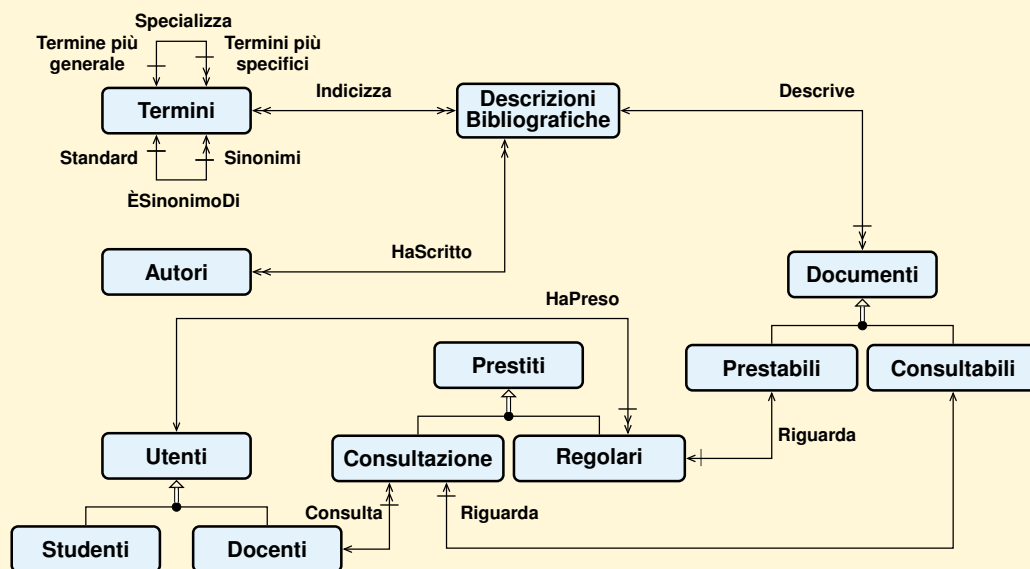 Specializza
Termine più
generale
Termini più
specifici
Termini
Indicizza
Descrizioni
Bibliografiche
Descrive
Standard
Sinonimi
ÈSinonimoDi
Autori
HaScritto
Documenti
HaPreso
Prestiti
Prestabili
Consultabili
Utenti
Consultazione
Regolari
Riguarda
Consulta
Riguarda
Studenti
Docenti